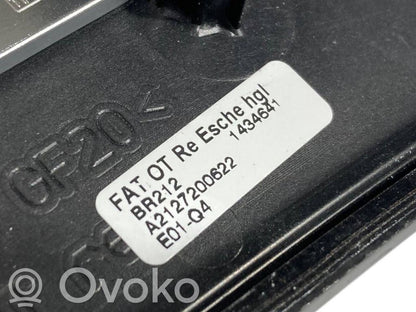 FAT OT Re Esche hgl
BR212 1434641
A2127200622
E01-Q4
GF20<
Ovoko